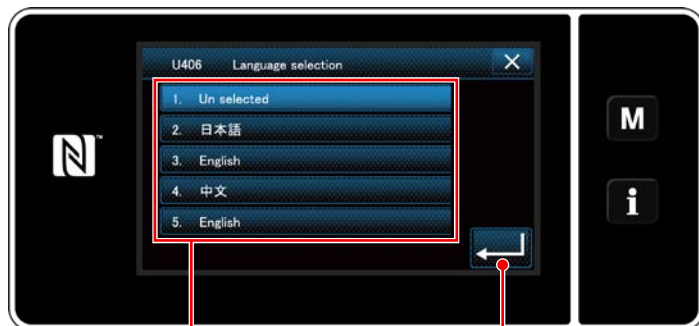 U406 Language selection
1. Un selected
2. 日本語
3. English
4. 中文
5. English
M
i